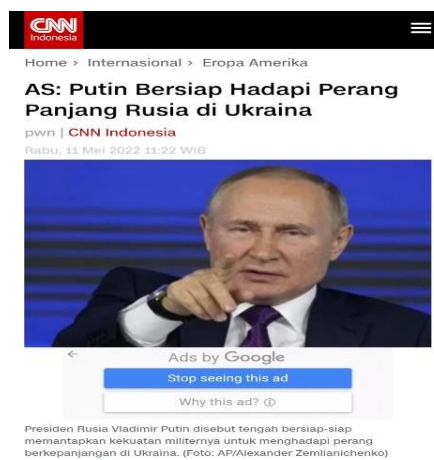 CNN
Indonesia
Home > Internasional > Eropa Amerika
AS: Putin Bersiap Hadapi Perang
Panjang Rusia di Ukraina
pwn | CNN Indonesia
Rabu, 11 Mei 2022 11:22 WIB
Ads by Google
Stop seeing this ad
Why this ad?
Presiden Rusia Vladimir Putin disebut tengah bersiap-siap
memantapkan kekuatan militernya untuk menghadapi perang
berkepanjangan di Ukraina. (Foto: AP/Alexander Zemlianichenko)